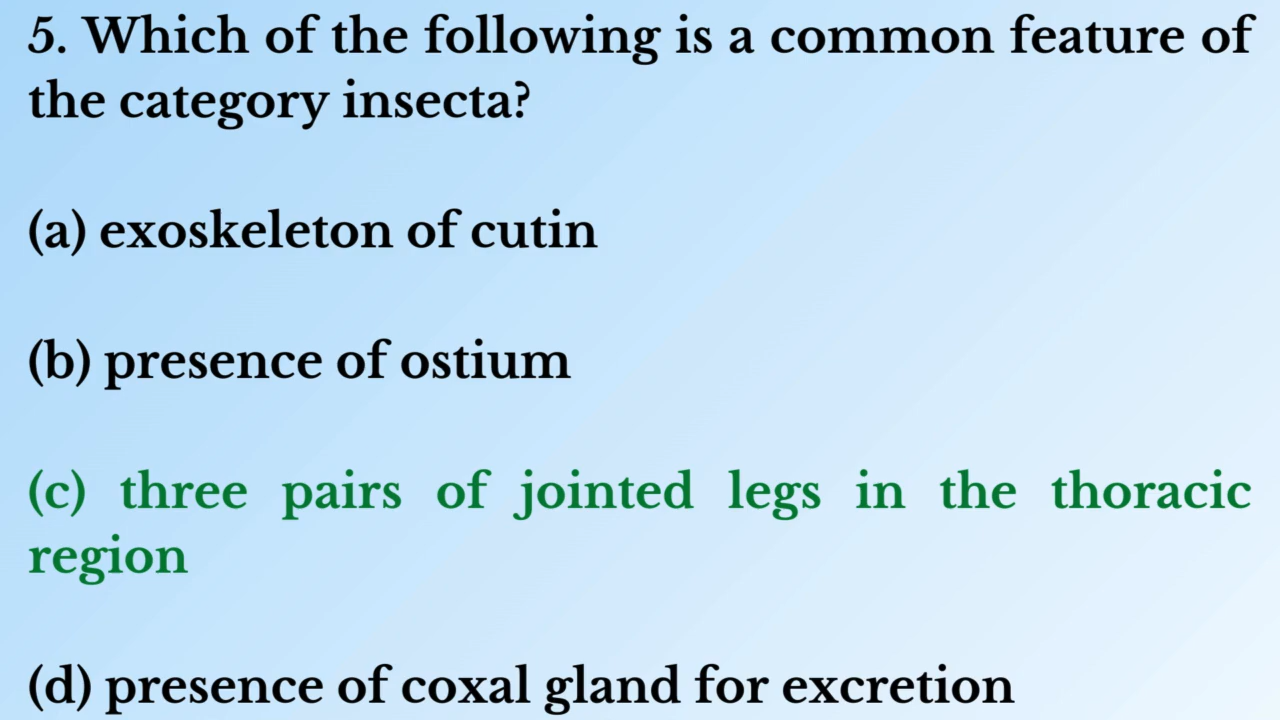 5. Which of the following is a common feature of
the category insecta?
(a) exoskeleton of cutin
(b) presence of ostium
(c) three pairs of jointed legs in the thoracic
region
(d) presence of coxal gland for excretion